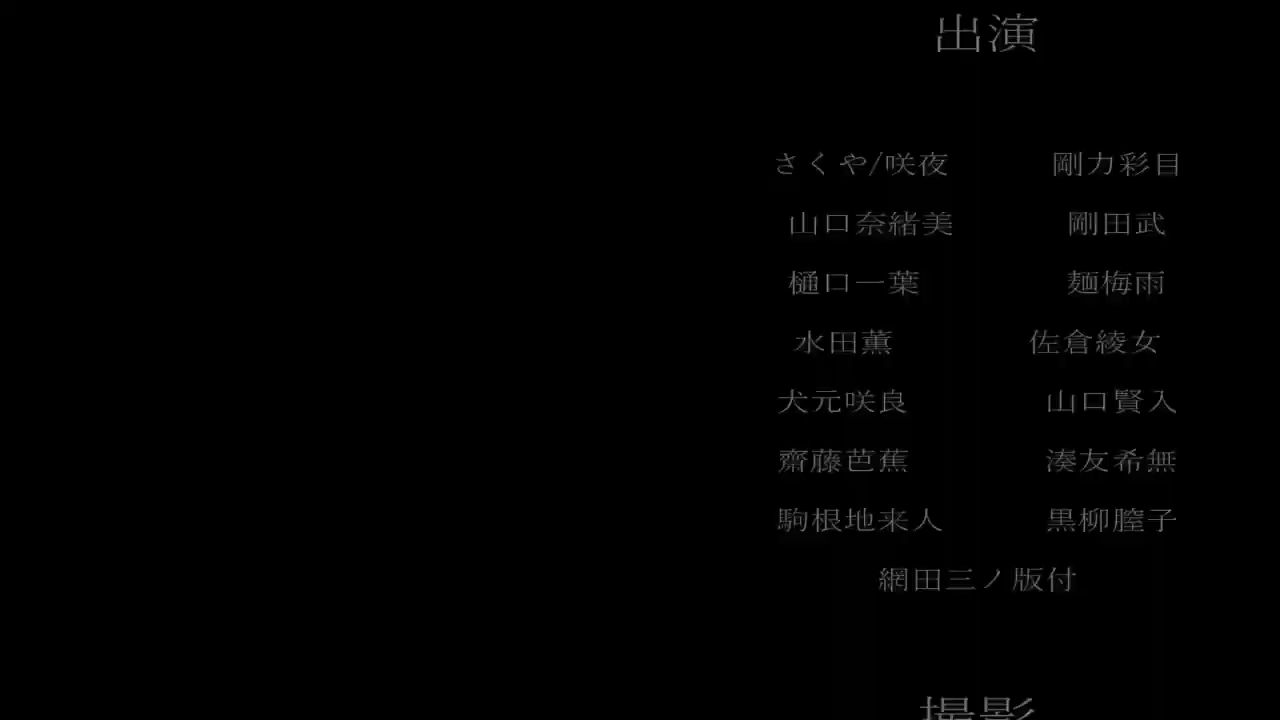 出演
さくや/咲夜 剛力彩目
山口奈緒美 剛田武
樋口一葉 麺梅雨
水田薫 佐倉綾女
犬元咲良 山口賢入
齋藤芭蕉 湊友希無
駒根地来人 黒柳膣子
網田三ノ版付
撮影